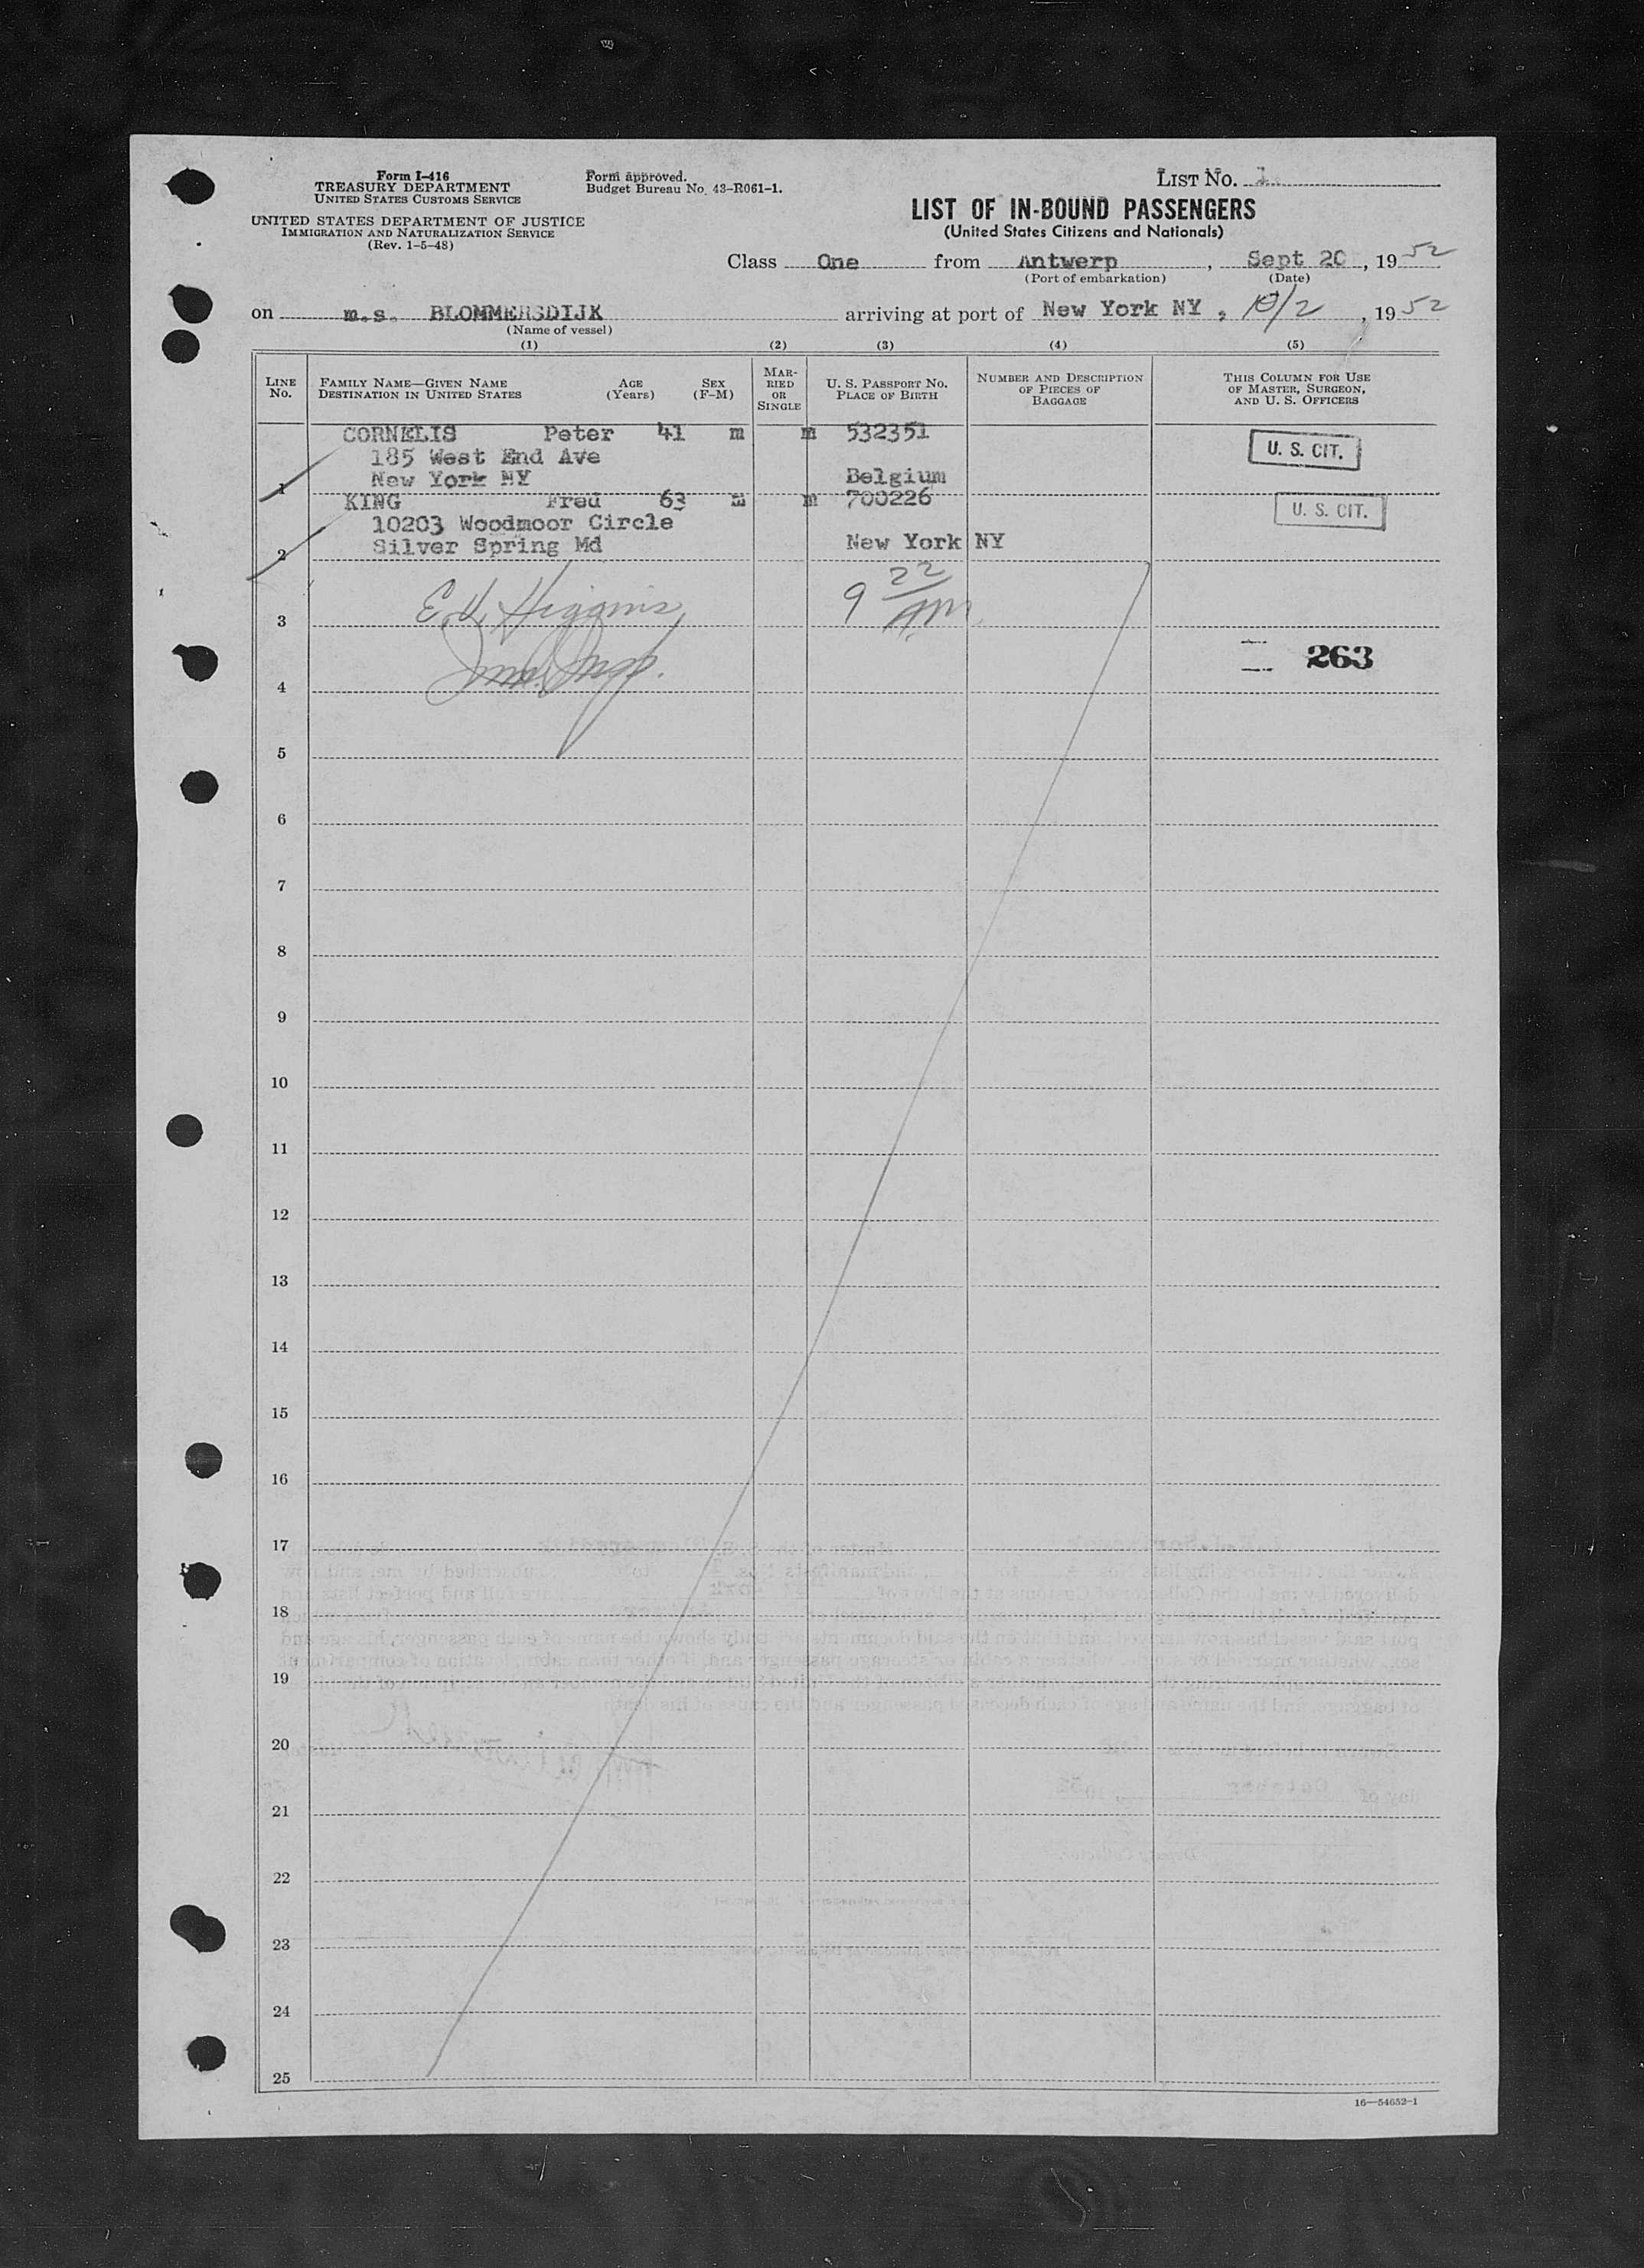 Form I-416
TREASURY DEPARTMENT
UNITED STATES CUSTOMS SERVICE
UNITED STATES DEPARTMENT OF JUSTICE
IMMIGRATION AND NATURALIZATION SERVICE
(Rev. 1-5-48)
Form approved.
Budget Bureau No. 43-R061-1.
LIST NO. 1
LIST OF IN-BOUND PASSENGERS
(United States Citizens and Nationals)
Class One from Antwerp, Sept 20, 1952
(Port of embarkation) (Date)
on m.s. BLOMMERSDIJK arriving at port of New York NY, 10/2, 1952
(Name of vessel)
(1) (2) (3) (4) (5)
LINE No.
FAMILY NAME—GIVEN NAME
DESTINATION IN UNITED STATES
AGE
(Years)
SEX
(F-M)
MAR-
RIED
OR
SINGLE
U. S. PASSPORT NO.
PLACE OF BIRTH
NUMBER AND DESCRIPTION
OF PIECES OF
BAGGAGE
THIS COLUMN FOR USE
OF MASTER, SURGEON,
AND U. S. OFFICERS
CORNELIS Peter 41 m m 532351
U. S. CIT.
185 West End Ave
1 New York NY Belgium
KING Fred 63 m m 700226
U. S. CIT.
10203 Woodmoor Circle
2 Silver Spring Md New York NY
3 E. H. Higgins 9 22 AM
263
4
5
6
7
8
9
10
11
12
13
14
15
16
17
18
19
20
21
22
23
24
25
16—54652-1